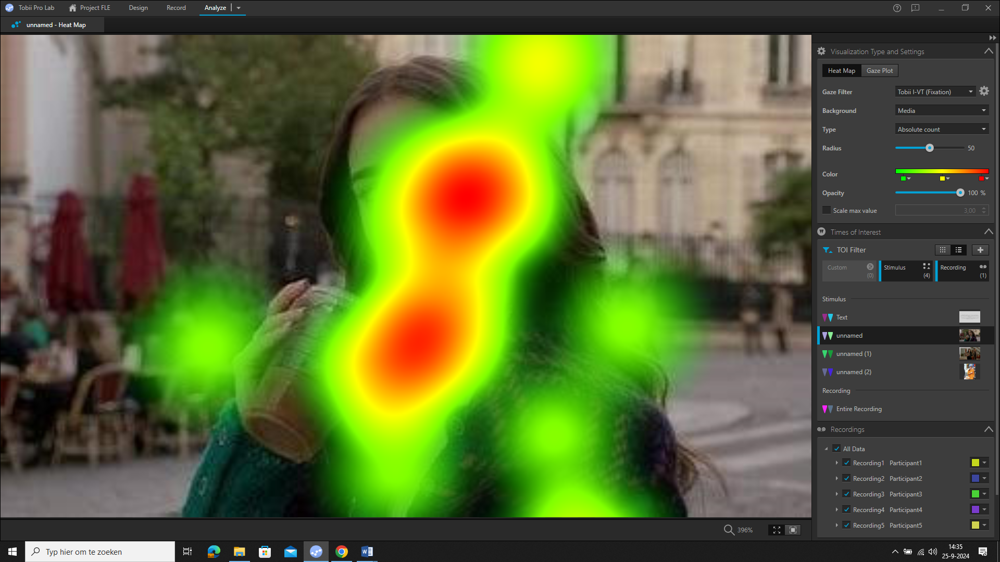 Tobii Pro Lab
Project FLE
Design
Record
Analyze
unnamed - Heat Map
Visualization Type and Settings
Heat Map
Gaze Plot
Gaze Filter
Tobii I-VT (Fixation)
Background
Media
Type
Absolute count
Radius
50
Color
Opacity
100 %
Scale max value
3,00
Times of Interest
TOI Filter
Custom
(0)
Stimulus
(4)
Recording
(1)
Stimulus
Text
unnamed
unnamed (1)
unnamed (2)
Recording
Entire Recording
Recordings
All Data
Recording1 Participant1
Recording2 Participant2
Recording3 Participant3
Recording4 Participant4
Recording5 Participant5
396%
Typ hier om te zoeken
14:35
25-9-2024